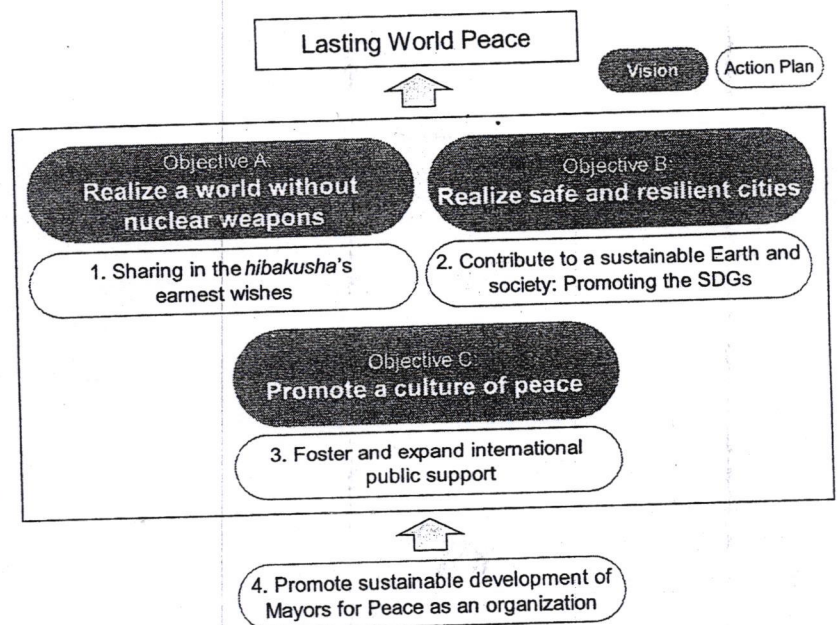 Lasting World Peace
Vision
Action Plan
Objective A:
Realize a world without
nuclear weapons
1. Sharing in the hibakusha's
earnest wishes
Objective B:
Realize safe and resilient cities
2. Contribute to a sustainable Earth and
society: Promoting the SDGs
Objective C:
Promote a culture of peace
3. Foster and expand international
public support
4. Promote sustainable development of
Mayors for Peace as an organization